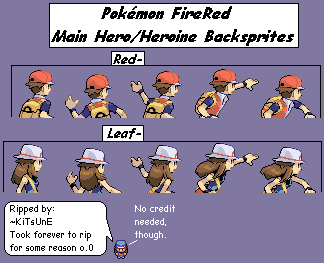 Pokémon FireRed
Main Hero/Heroine Backsprites
Red-
Leaf-
Ripped by:
~KiTsUnE
Took forever to rip
for some reason o.0
No credit
needed,
though.